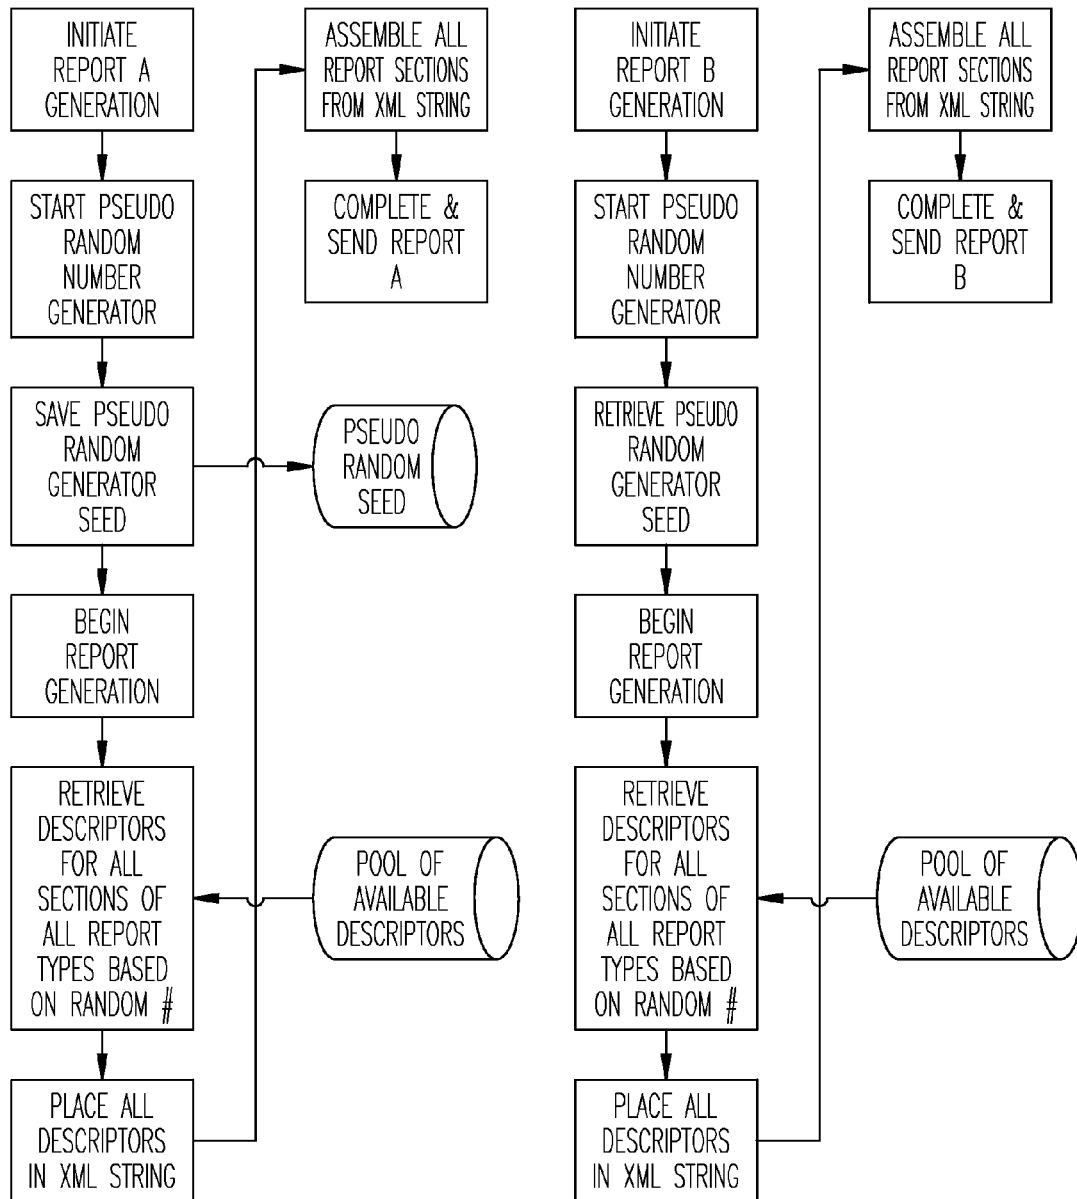 INITIATE
REPORT A
GENERATION
START PSEUDO
RANDOM
NUMBER
GENERATOR
SAVE PSEUDO
RANDOM
GENERATOR
SEED
PSEUDO
RANDOM
SEED
BEGIN
REPORT
GENERATION
RETRIEVE
DESCRIPTORS
FOR ALL
SECTIONS OF
ALL REPORT
TYPES BASED
ON RANDOM #
POOL OF
AVAILABLE
DESCRIPTORS
PLACE ALL
DESCRIPTORS
IN XML STRING
ASSEMBLE ALL
REPORT SECTIONS
FROM XML STRING
COMPLETE &
SEND REPORT
A
INITIATE
REPORT B
GENERATION
START PSEUDO
RANDOM
NUMBER
GENERATOR
RETRIEVE PSEUDO
RANDOM
GENERATOR
SEED
BEGIN
REPORT
GENERATION
RETRIEVE
DESCRIPTORS
FOR ALL
SECTIONS OF
ALL REPORT
TYPES BASED
ON RANDOM #
POOL OF
AVAILABLE
DESCRIPTORS
PLACE ALL
DESCRIPTORS
IN XML STRING
ASSEMBLE ALL
REPORT SECTIONS
FROM XML STRING
COMPLETE &
SEND REPORT
B